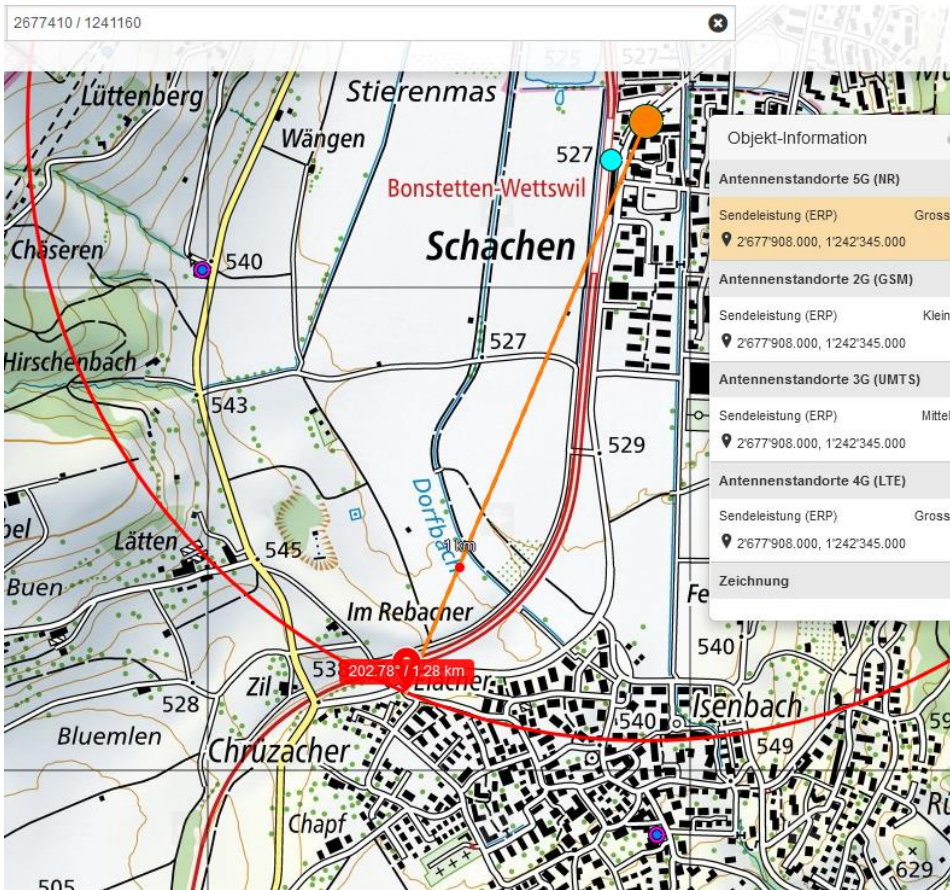 2677410 / 1241160
525
527
Lüttenberg
Stierenmas
Wängen
527
Bonstetten-Wettswil
Schachen
Chäseren
540
Hirschenbach
527
543
529
Dorfbach
1 km
Lätten
545
Buen
Im Rebacher
540
202.78° / 1.28 km
Zil
528
Bluemlen
Chrüzacher
540
Isenbach
549
Chapf
505
629
Objekt-Information
Antennenstandorte 5G (NR)
Sendeleistung (ERP) Gross
2'677'908.000, 1'242'345.000
Antennenstandorte 2G (GSM)
Sendeleistung (ERP) Klein
2'677'908.000, 1'242'345.000
Antennenstandorte 3G (UMTS)
Sendeleistung (ERP) Mittel
2'677'908.000, 1'242'345.000
Antennenstandorte 4G (LTE)
Sendeleistung (ERP) Gross
2'677'908.000, 1'242'345.000
Zeichnung